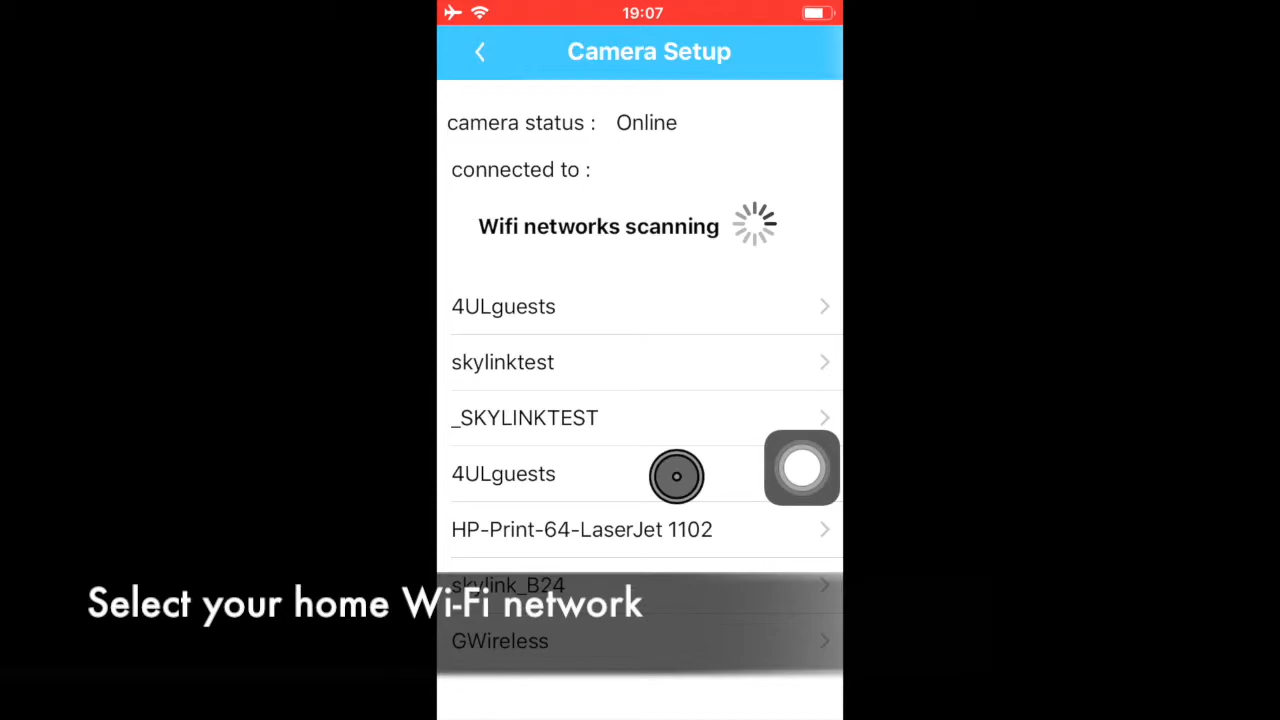 19:07
Camera Setup
camera status : Online
connected to :
Wifi networks scanning
4ULguests
skylinktest
_SKYLINKTEST
4ULguests
HP-Print-64-LaserJet 1102
skylink_B24
Select your home Wi-Fi network
GWireless